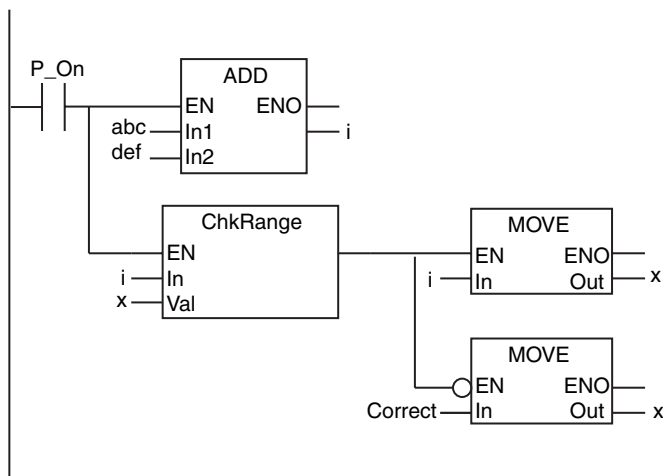 P_On
ADD
EN ENO
abc In1 i
def In2
ChkRange
EN
i In
x Val
MOVE
EN ENO
i In Out x
MOVE
EN ENO
Correct In Out x